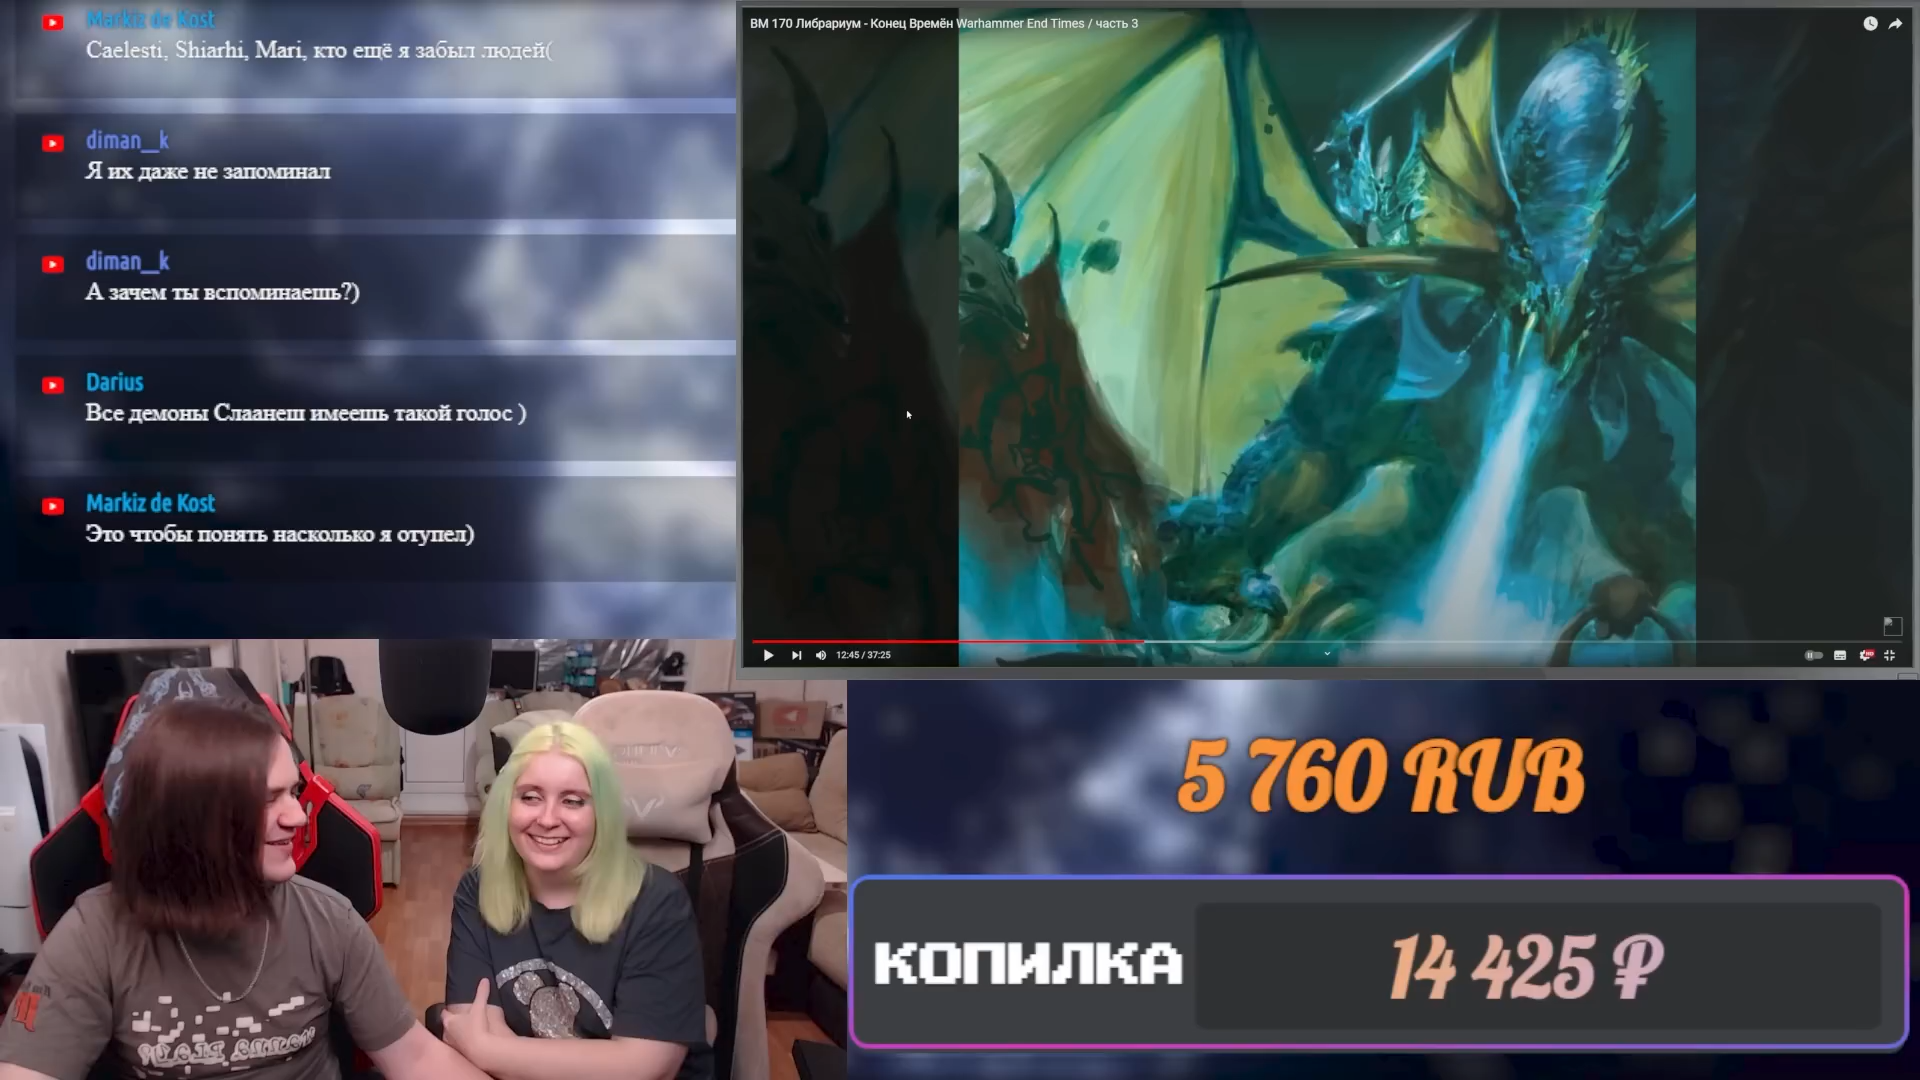 Markiz de Kost
Caelesti, Shiarhi, Mari, кто ещё я забыл людей(
diman__k
Я их даже не запоминал
diman__k
А зачем ты вспоминаешь?)
Darius
Все демоны Слаанеш имеешь такой голос )
Markiz de Kost
Это чтобы понять насколько я отупел)
ВМ 170 Либрариум - Конец Времён Warhammer End Times / часть 3
12:45 / 37:25
5 760 RUB
КОПИЛКА
14 425 ₽